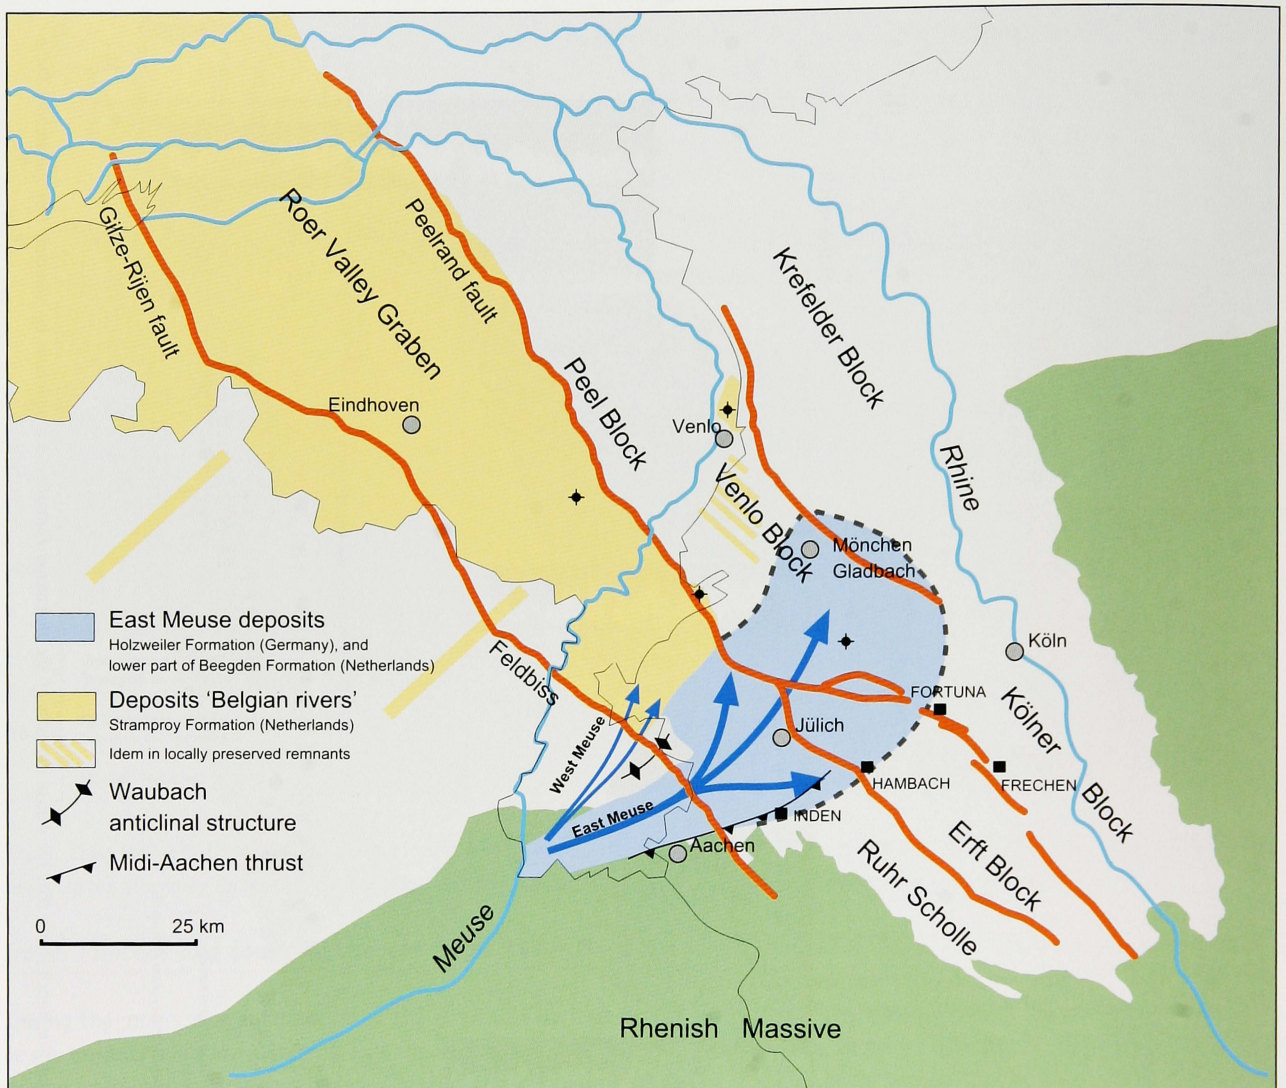 Gilze-Rijen fault
Roer Valley Graben
Peelrand fault
Peel Block
Krefelder Block
Eindhoven
Venlo
Venlo Block
Rhine
Mönchen
Gladbach
Köln
Kölner Block
FORTUNA
Jülich
HAMBACH
FRECHEN
INDEN
Erft Block
Ruhr Scholle
Aachen
Feldbiss
West Meuse
East Meuse
Meuse
Rhenish Massive
East Meuse deposits
Holzweiler Formation (Germany), and
lower part of Beegden Formation (Netherlands)
Deposits ‘Belgian rivers’
Stramproy Formation (Netherlands)
Idem in locally preserved remnants
Waubach
anticlinal structure
Midi-Aachen thrust
0 25 km